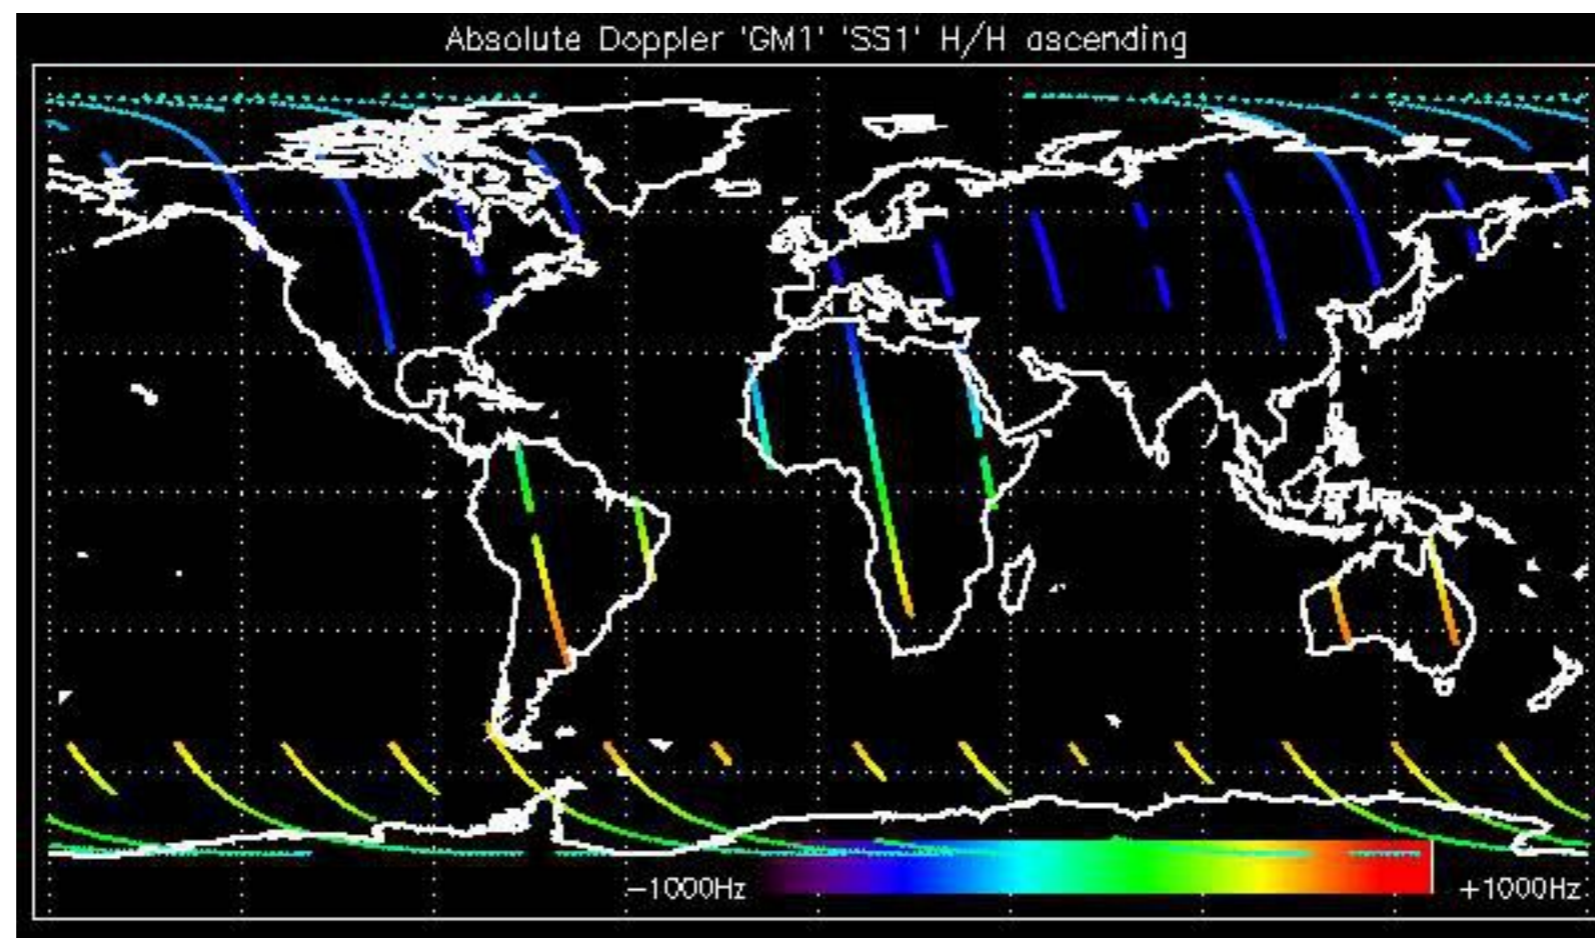 Absolute Doppler 'GM1' 'SS1' H/H ascending
-1000Hz
+1000Hz